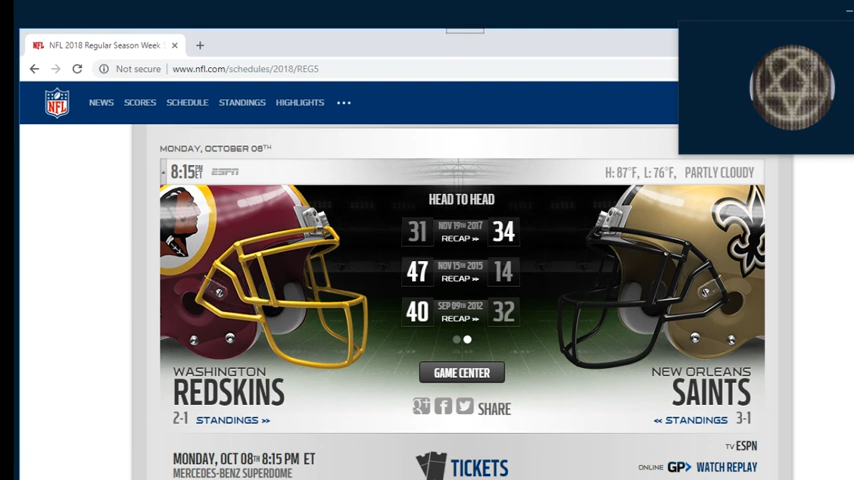 NFL 2018 Regular Season Week
Not secure www.nfl.com/schedules/2018/REG5
NFL
NEWS SCORES SCHEDULE STANDINGS HIGHLIGHTS
MONDAY, OCTOBER 08TH
8:15PM ET ESPN H: 87°F, L: 76°F, PARTLY CLOUDY
HEAD TO HEAD
31 NOV 19TH 2017 34
RECAP
47 NOV 15TH 2015 14
RECAP
40 SEP 09TH 2012 32
RECAP
GAME CENTER
WASHINGTON NEW ORLEANS
REDSKINS SAINTS
2-1 STANDINGS >> SHARE << STANDINGS 3-1
TV ESPN
MONDAY, OCT 08TH 8:15 PM ET
MERCEDES-BENZ SUPERDOME
TICKETS
ONLINE GP> WATCH REPLAY